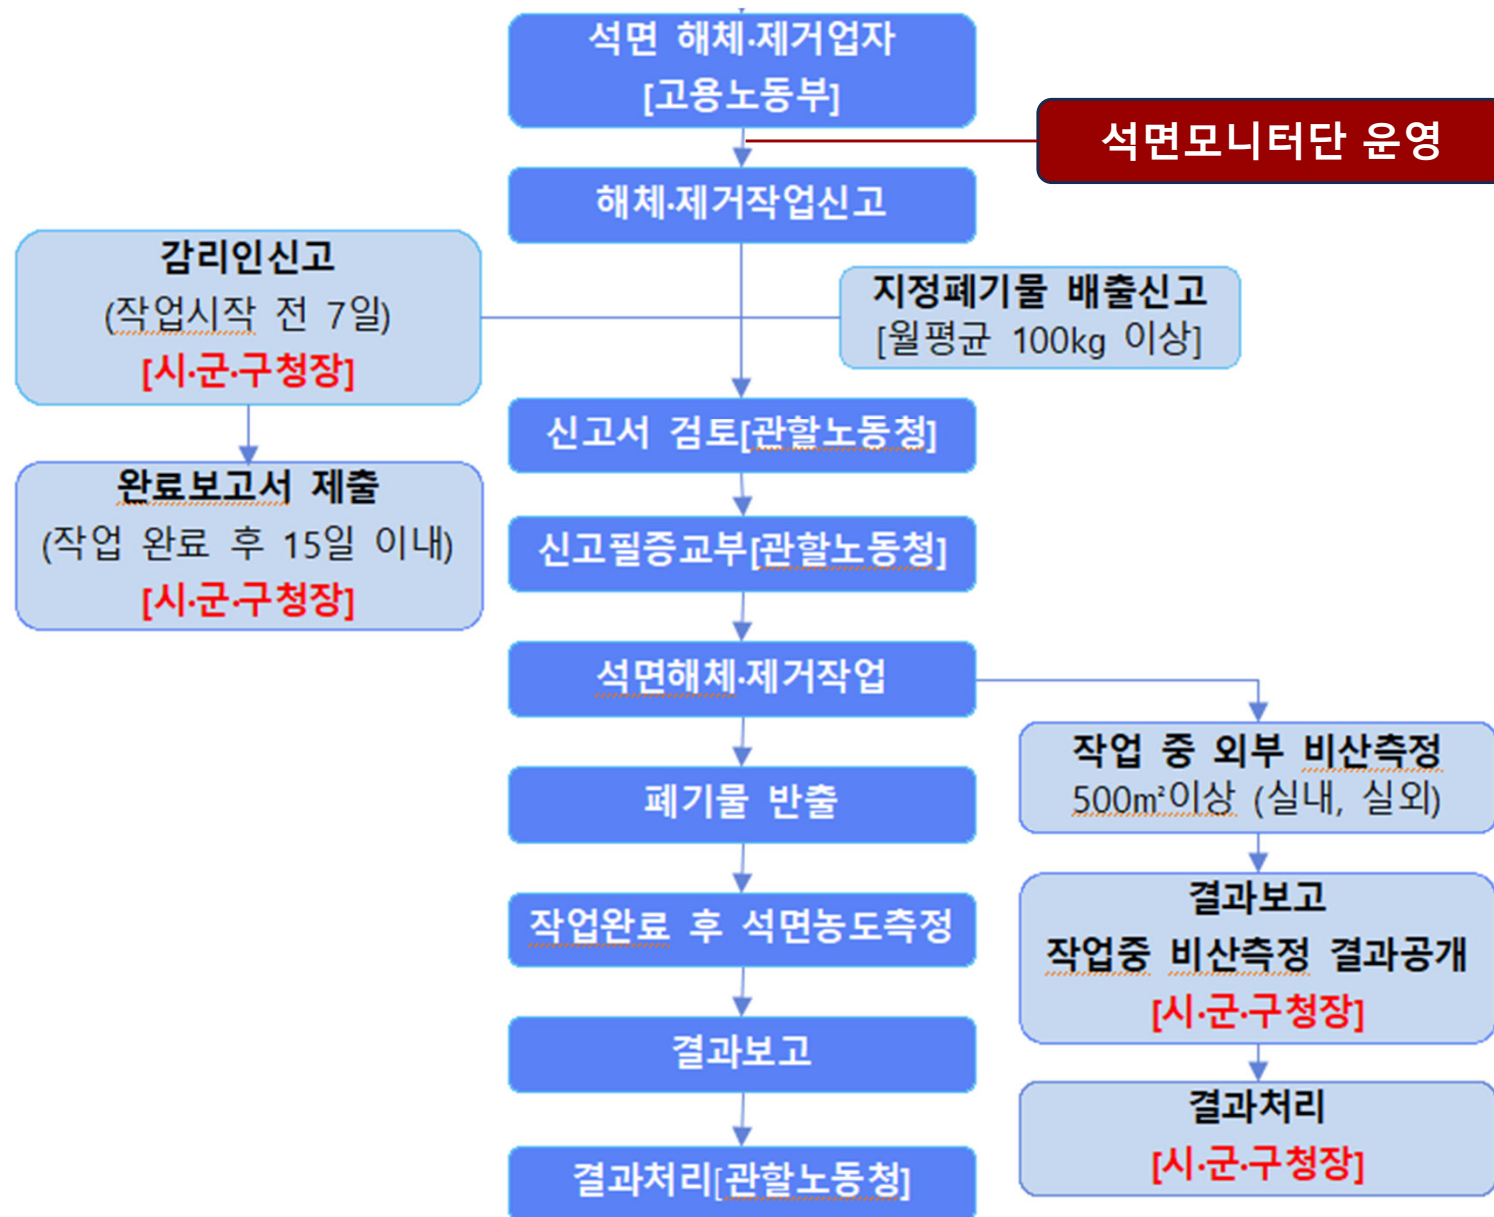 석면 해체·제거업자
[고용노동부]
석면모니터단 운영
해체·제거작업신고
감리인신고
(작업시작 전 7일)
[시·군·구청장]
지정폐기물 배출신고
[월평균 100kg 이상]
신고서 검토[관할노동청]
완료보고서 제출
(작업 완료 후 15일 이내)
[시·군·구청장]
신고필증교부[관할노동청]
석면해체·제거작업
작업 중 외부 비산측정
500㎡이상 (실내, 실외)
폐기물 반출
작업완료 후 석면농도측정
결과보고
작업중 비산측정 결과공개
[시·군·구청장]
결과보고
결과처리
[시·군·구청장]
결과처리[관할노동청]